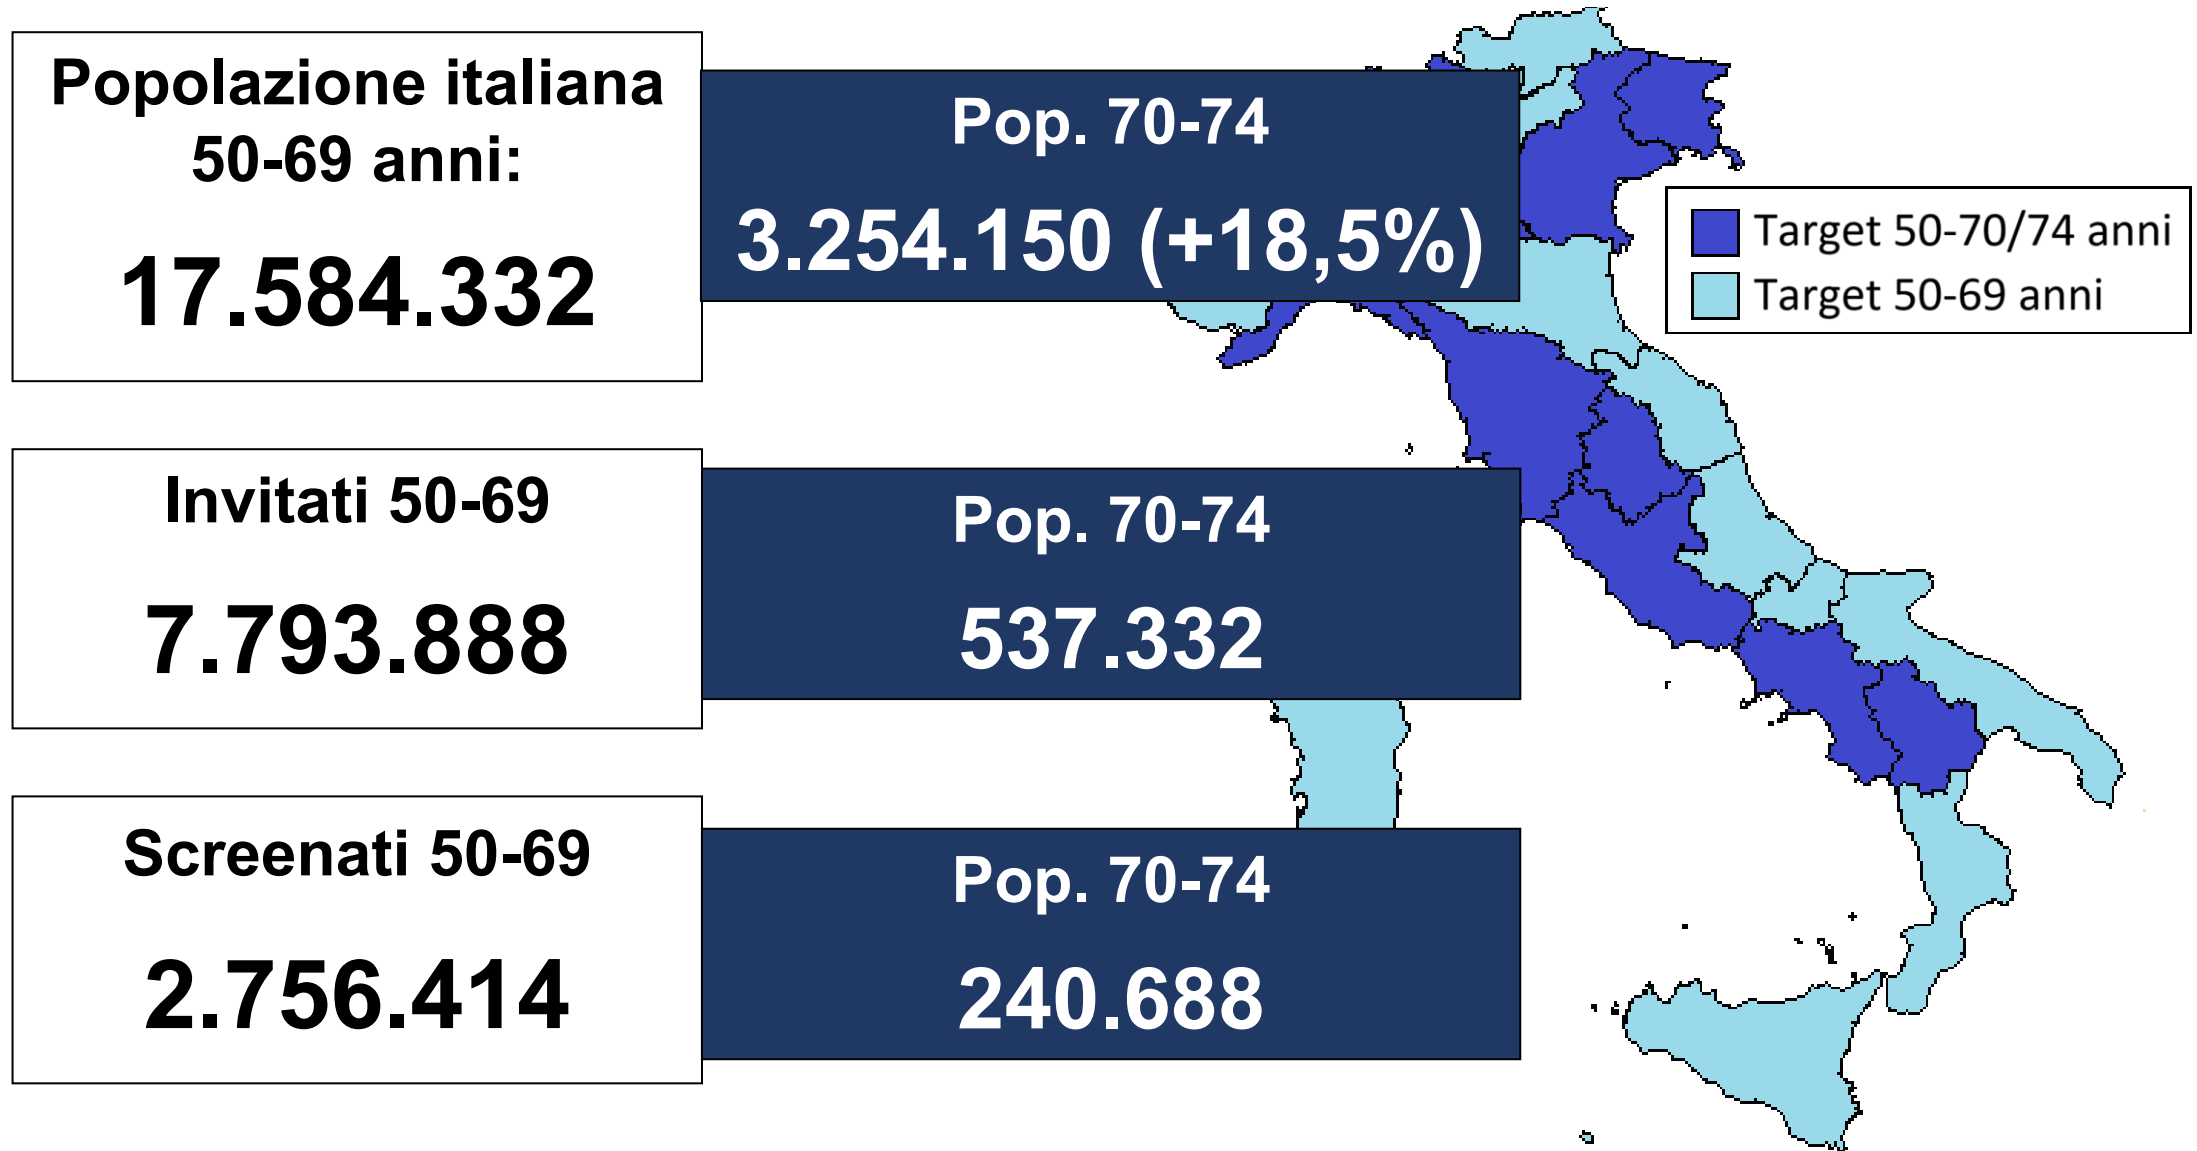 Popolazione italiana
50-69 anni:
17.584.332
Pop. 70-74
3.254.150 (+18,5%)
Target 50-70/74 anni
Target 50-69 anni
Invitati 50-69
7.793.888
Pop. 70-74
537.332
Screenati 50-69
2.756.414
Pop. 70-74
240.688